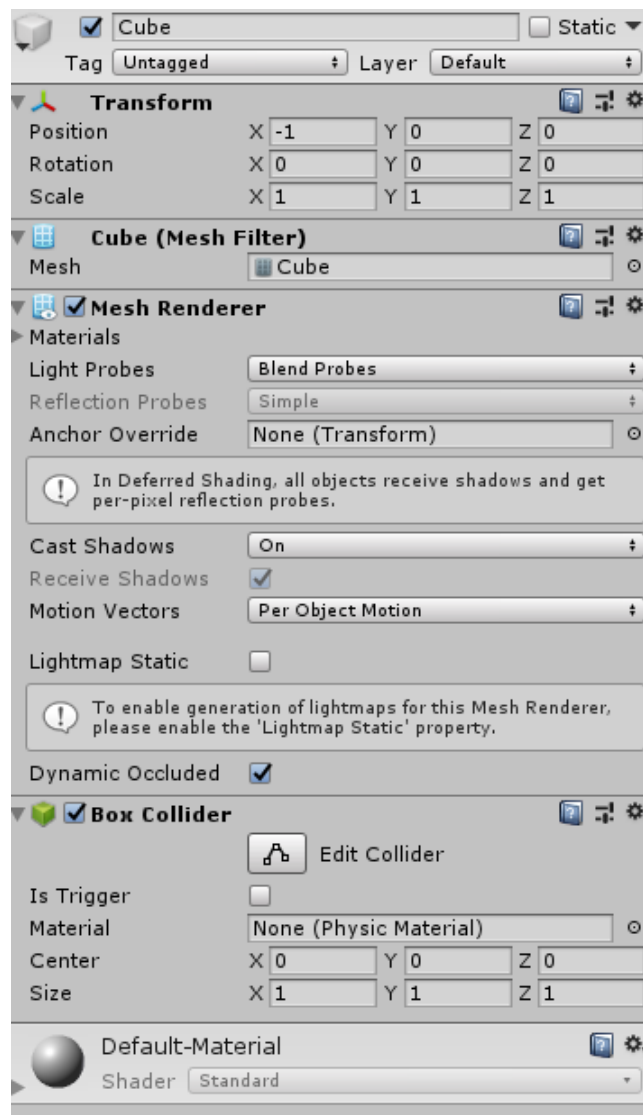 Cube Static
Tag Untagged Layer Default
Transform
Position X -1 Y 0 Z 0
Rotation X 0 Y 0 Z 0
Scale X 1 Y 1 Z 1
Cube (Mesh Filter)
Mesh Cube
Mesh Renderer
Materials
Light Probes Blend Probes
Reflection Probes Simple
Anchor Override None (Transform)
In Deferred Shading, all objects receive shadows and get
per-pixel reflection probes.
Cast Shadows On
Receive Shadows
Motion Vectors Per Object Motion
Lightmap Static
To enable generation of lightmaps for this Mesh Renderer,
please enable the 'Lightmap Static' property.
Dynamic Occluded
Box Collider
Edit Collider
Is Trigger
Material None (Physic Material)
Center X 0 Y 0 Z 0
Size X 1 Y 1 Z 1
Default-Material
Shader Standard